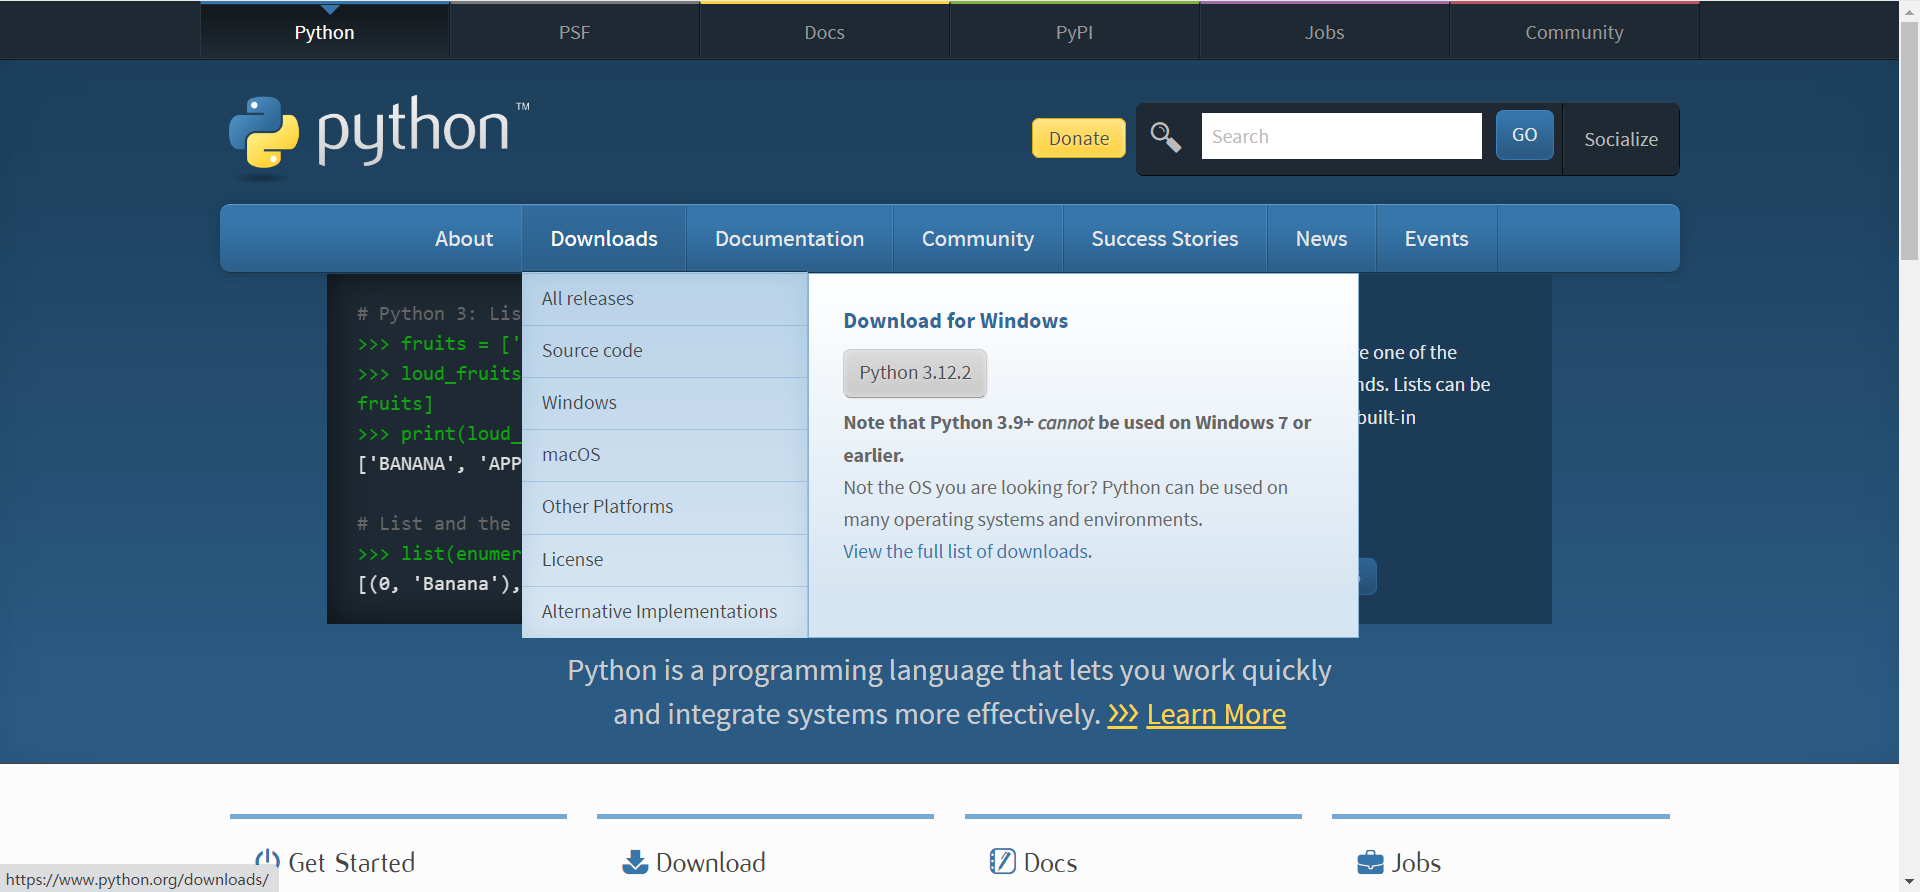 Python PSF Docs PyPI Jobs Community
python™
Donate Search GO Socialize
About Downloads Documentation Community Success Stories News Events
# Python 3: Lis
>>> fruits = ['
>>> loud_fruits
fruits]
>>> print(loud_
['BANANA', 'APP
# List and the
>>> list(enumer
[(0, 'Banana'),
All releases
Source code
Windows
macOS
Other Platforms
License
Alternative Implementations
Download for Windows
Python 3.12.2
Note that Python 3.9+ cannot be used on Windows 7 or
earlier.
Not the OS you are looking for? Python can be used on
many operating systems and environments.
View the full list of downloads.
e one of the
nds. Lists can be
built-in
Python is a programming language that lets you work quickly
and integrate systems more effectively. >>> Learn More
Get Started Download Docs Jobs
https://www.python.org/downloads/